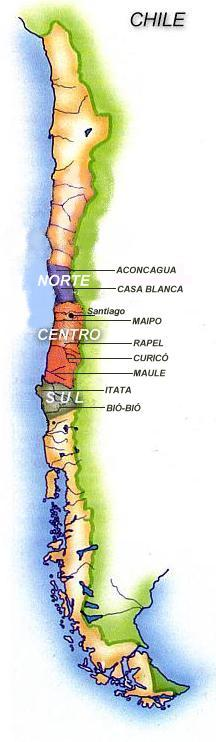 CHILE
ACONCAGUA
NORTE
CASA BLANCA
Santiago
MAIPO
CENTRO
RAPEL
CURICÓ
MAULE
ITATA
SUL
BIÓ-BIÓ